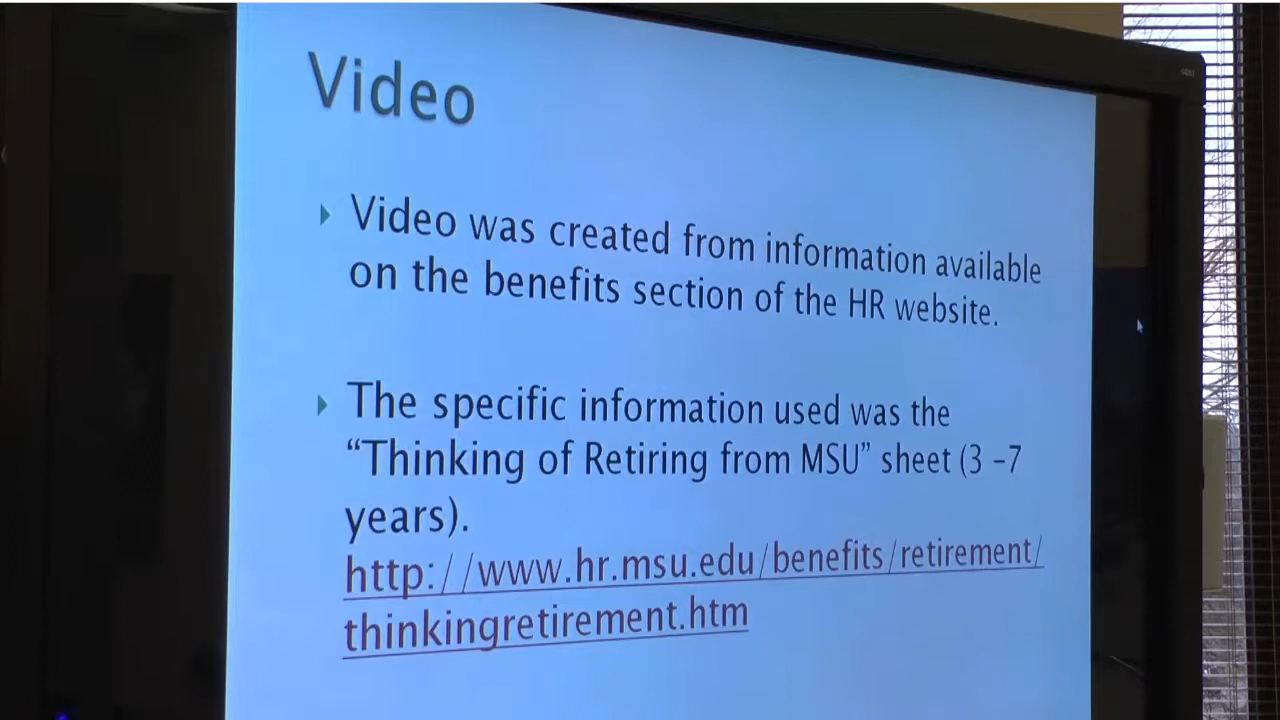 Video
Video was created from information available
on the benefits section of the HR website.
The specific information used was the
“Thinking of Retiring from MSU” sheet (3 –7
years).
http://www.hr.msu.edu/benefits/retirement/
thinkingretirement.htm